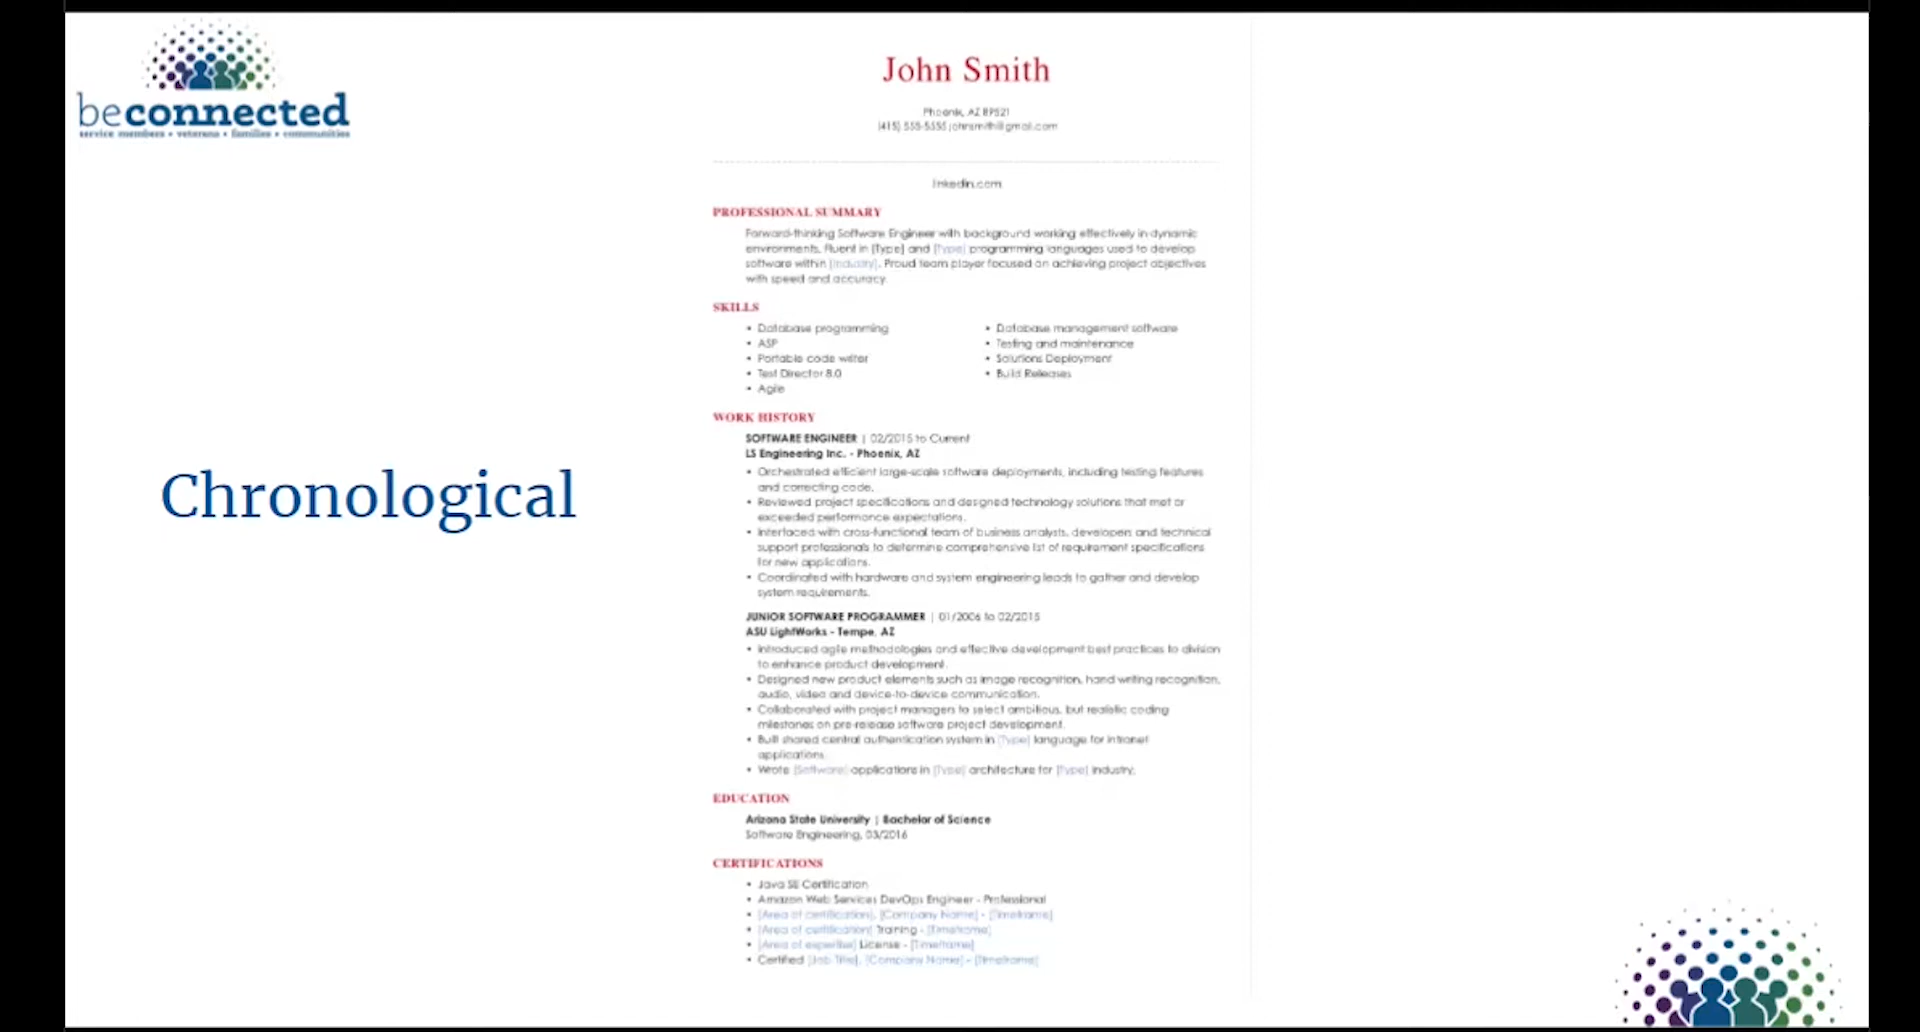 beconnected
service members • veterans • families • communities
Chronological
John Smith
Phoenix, AZ 89521
(415) 555-5555 johnsmith@gmail.com
linkedin.com
PROFESSIONAL SUMMARY
Forward-thinking Software Engineer with background working effectively in dynamic
environments. Fluent in [Type] and [Type] programming languages used to develop
software within [Industry]. Proud team player focused on achieving project objectives
with speed and accuracy.
SKILLS
• Database programming
• ASP
• Portable code writer
• Test Director 8.0
• Agile
• Database management software
• Testing and maintenance
• Solutions Deployment
• Build Releases
WORK HISTORY
SOFTWARE ENGINEER | 02/2015 to Current
LS Engineering Inc. - Phoenix, AZ
• Orchestrated efficient large-scale software deployments, including testing features
and correcting code.
• Reviewed project specifications and designed technology solutions that met or
exceeded performance expectations.
• Interfaced with cross-functional team of business analysts, developers and technical
support professionals to determine comprehensive list of requirement specifications
for new applications.
• Coordinated with hardware and system engineering leads to gather and develop
system requirements.
JUNIOR SOFTWARE PROGRAMMER | 01/2006 to 02/2015
ASU LightWorks - Tempe, AZ
• Introduced agile methodologies and effective development best practices to division
to enhance product development.
• Designed new product elements such as image recognition, hand writing recognition,
audio, video and device-to-device communication.
• Collaborated with project managers to select ambitious, but realistic coding
milestones on pre-release software project development.
• Built shared central authentication system in [Type] language for intranet
applications.
• Wrote [Software] applications in [Type] architecture for [Type] industry.
EDUCATION
Arizona State University | Bachelor of Science
Software Engineering, 03/2016
CERTIFICATIONS
• Java SE Certification
• Amazon Web Services DevOps Engineer - Professional
• [Area of certification], [Company Name] - [Timeframe]
• [Area of certification] Training - [Timeframe]
• [Area of expertise] License - [Timeframe]
• Certified [Job Title], [Company Name] - [Timeframe]